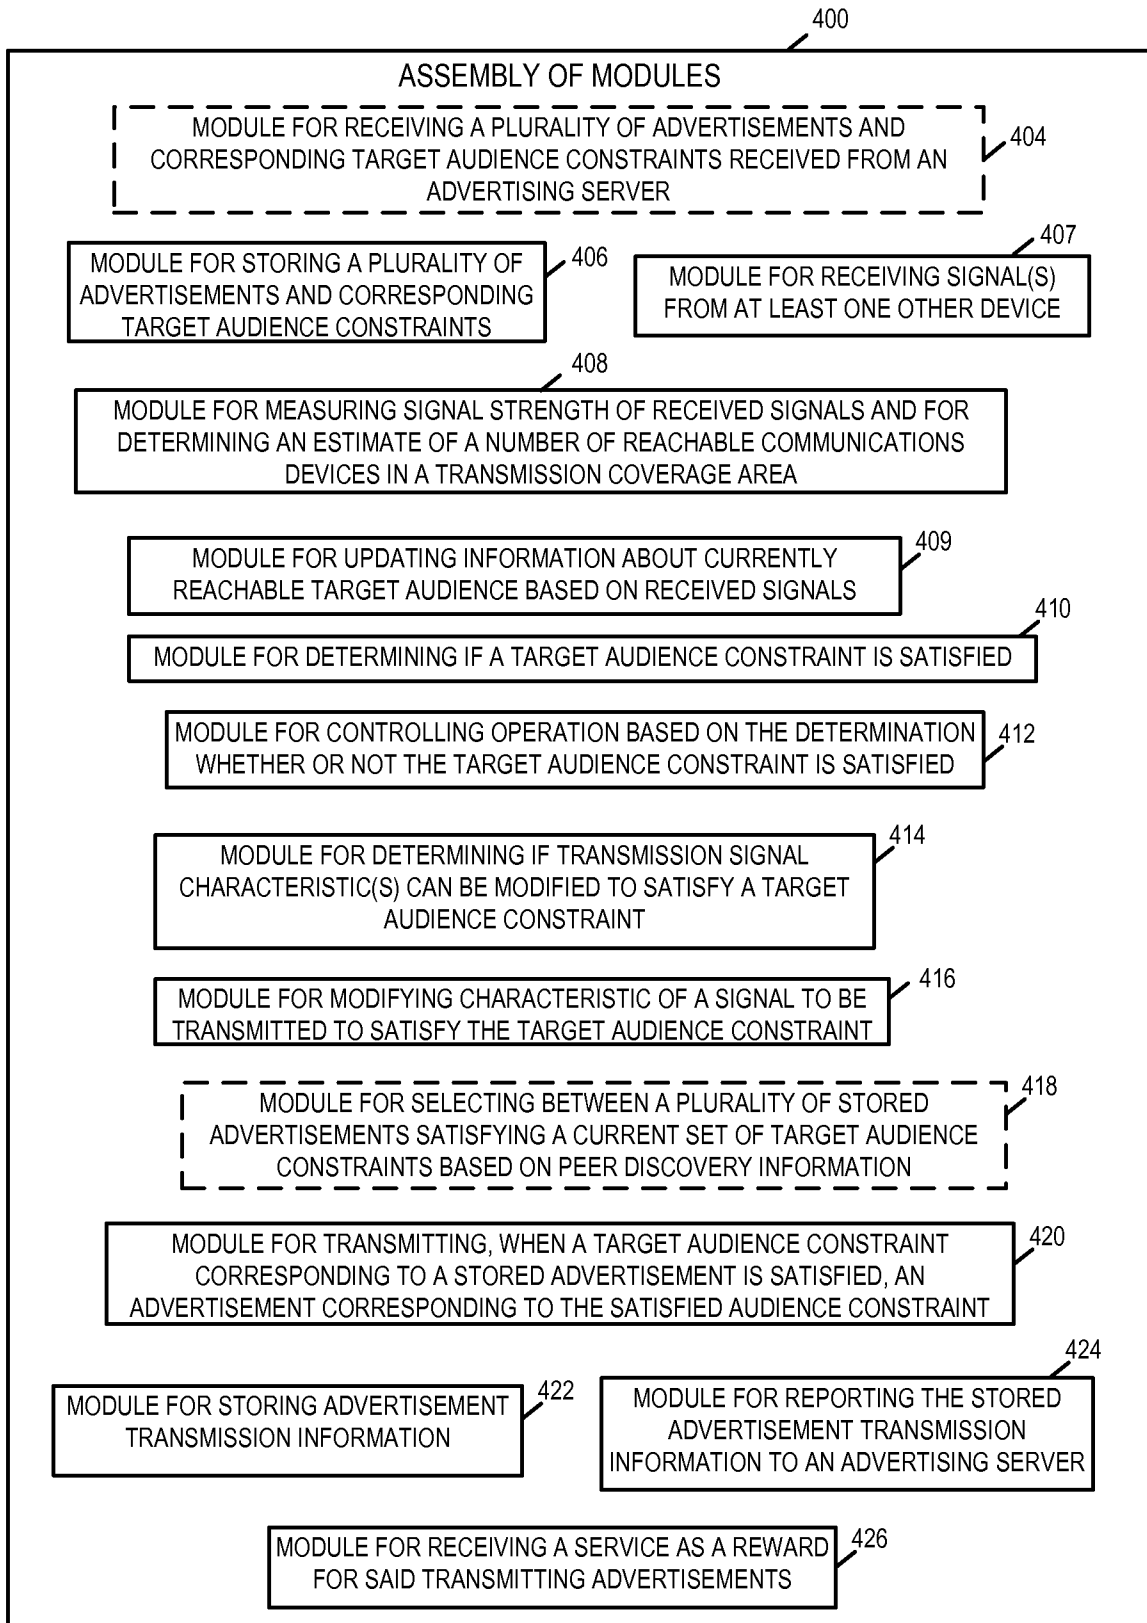 400
ASSEMBLY OF MODULES
MODULE FOR RECEIVING A PLURALITY OF ADVERTISEMENTS AND
CORRESPONDING TARGET AUDIENCE CONSTRAINTS RECEIVED FROM AN
ADVERTISING SERVER
404
MODULE FOR STORING A PLURALITY OF
ADVERTISEMENTS AND CORRESPONDING
TARGET AUDIENCE CONSTRAINTS
406
407
MODULE FOR RECEIVING SIGNAL(S)
FROM AT LEAST ONE OTHER DEVICE
408
MODULE FOR MEASURING SIGNAL STRENGTH OF RECEIVED SIGNALS AND FOR
DETERMINING AN ESTIMATE OF A NUMBER OF REACHABLE COMMUNICATIONS
DEVICES IN A TRANSMISSION COVERAGE AREA
MODULE FOR UPDATING INFORMATION ABOUT CURRENTLY
REACHABLE TARGET AUDIENCE BASED ON RECEIVED SIGNALS
409
410
MODULE FOR DETERMINING IF A TARGET AUDIENCE CONSTRAINT IS SATISFIED
MODULE FOR CONTROLLING OPERATION BASED ON THE DETERMINATION
WHETHER OR NOT THE TARGET AUDIENCE CONSTRAINT IS SATISFIED
412
MODULE FOR DETERMINING IF TRANSMISSION SIGNAL
CHARACTERISTIC(S) CAN BE MODIFIED TO SATISFY A TARGET
AUDIENCE CONSTRAINT
414
MODULE FOR MODIFYING CHARACTERISTIC OF A SIGNAL TO BE
TRANSMITTED TO SATISFY THE TARGET AUDIENCE CONSTRAINT
416
MODULE FOR SELECTING BETWEEN A PLURALITY OF STORED
ADVERTISEMENTS SATISFYING A CURRENT SET OF TARGET AUDIENCE
CONSTRAINTS BASED ON PEER DISCOVERY INFORMATION
418
MODULE FOR TRANSMITTING, WHEN A TARGET AUDIENCE CONSTRAINT
CORRESPONDING TO A STORED ADVERTISEMENT IS SATISFIED, AN
ADVERTISEMENT CORRESPONDING TO THE SATISFIED AUDIENCE CONSTRAINT
420
MODULE FOR STORING ADVERTISEMENT
TRANSMISSION INFORMATION
422
424
MODULE FOR REPORTING THE STORED
ADVERTISEMENT TRANSMISSION
INFORMATION TO AN ADVERTISING SERVER
MODULE FOR RECEIVING A SERVICE AS A REWARD
FOR SAID TRANSMITTING ADVERTISEMENTS
426